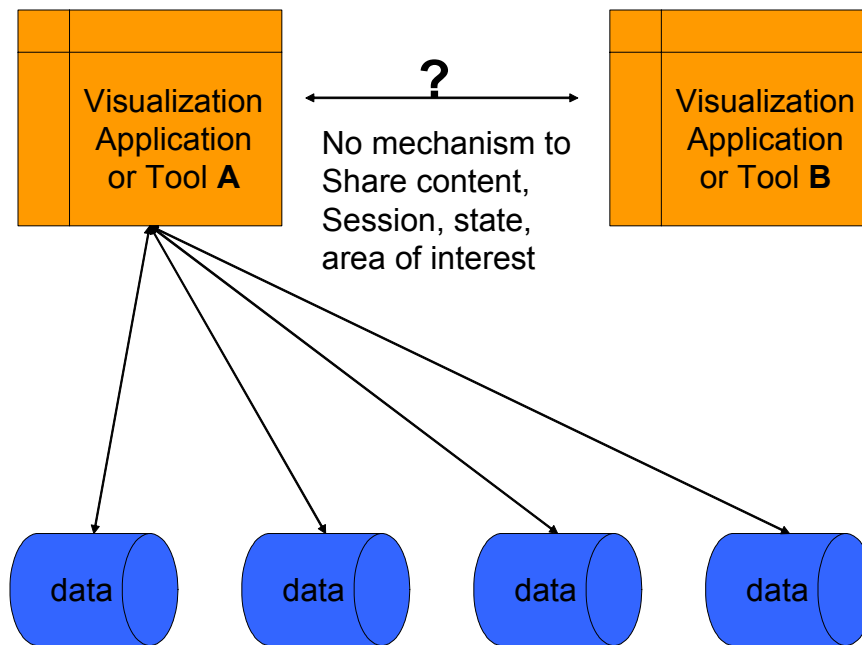 Visualization
Application
or Tool A
?
No mechanism to
Share content,
Session, state,
area of interest
Visualization
Application
or Tool B
data
data
data
data